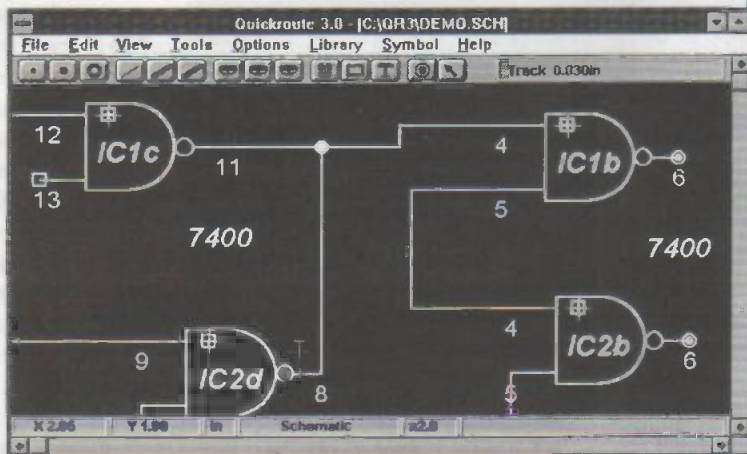 Quickroute 3.0 - [C:\QR3\DEMO.SCH]
File Edit View Tools Options Library Symbol Help
T Track 0.030in
12 IC1c 11 4 IC1b 6
13 5
7400 7400
9 IC2d 8 4 IC2b 6
5
X 2.05 Y 1.90 in Schematic x2.0